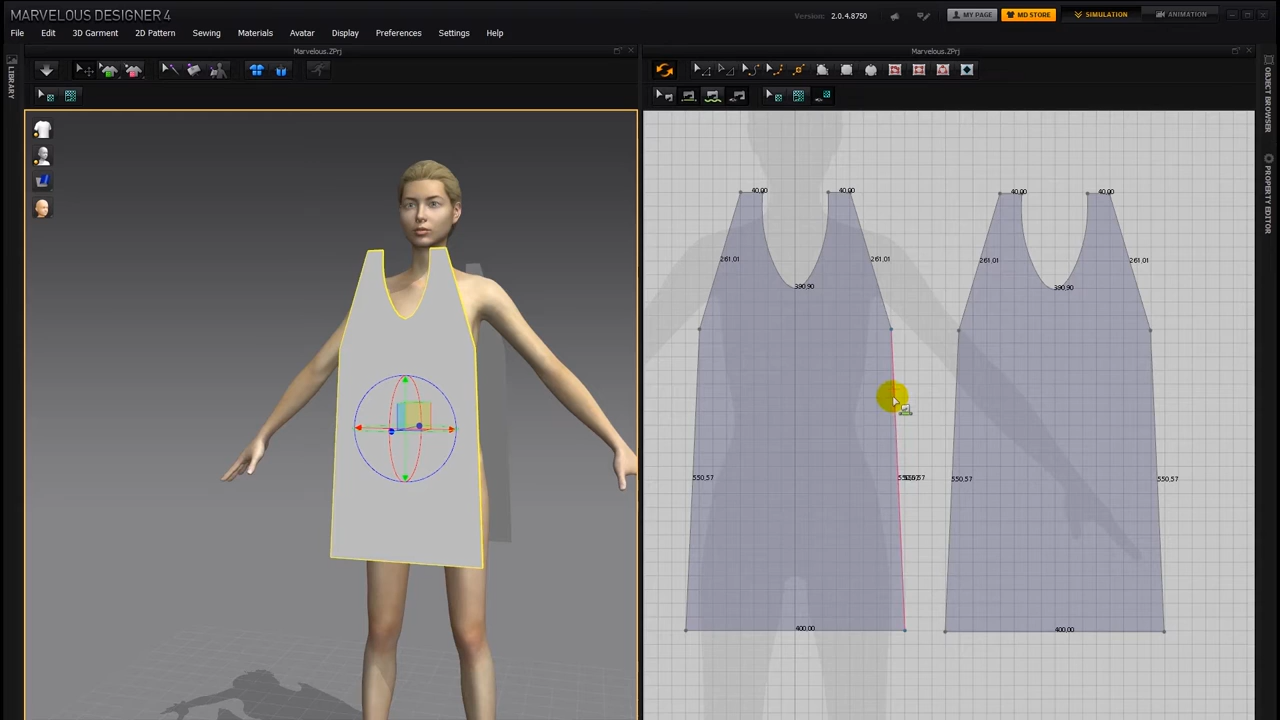 MARVELOUS DESIGNER 4
Version: 2.0.4.8750
MY PAGE
MD STORE
SIMULATION
ANIMATION
File Edit 3D Garment 2D Pattern Sewing Materials Avatar Display Preferences Settings Help
Marvelous.ZPrj
Marvelous.ZPrj
LIBRARY
OBJECT BROWSER
PROPERTY EDITOR
40.00 40.00 40.00 40.00
261.01 261.01 261.01 261.01
390.90 390.90
550.57 550.57 550.57
400.00 400.00